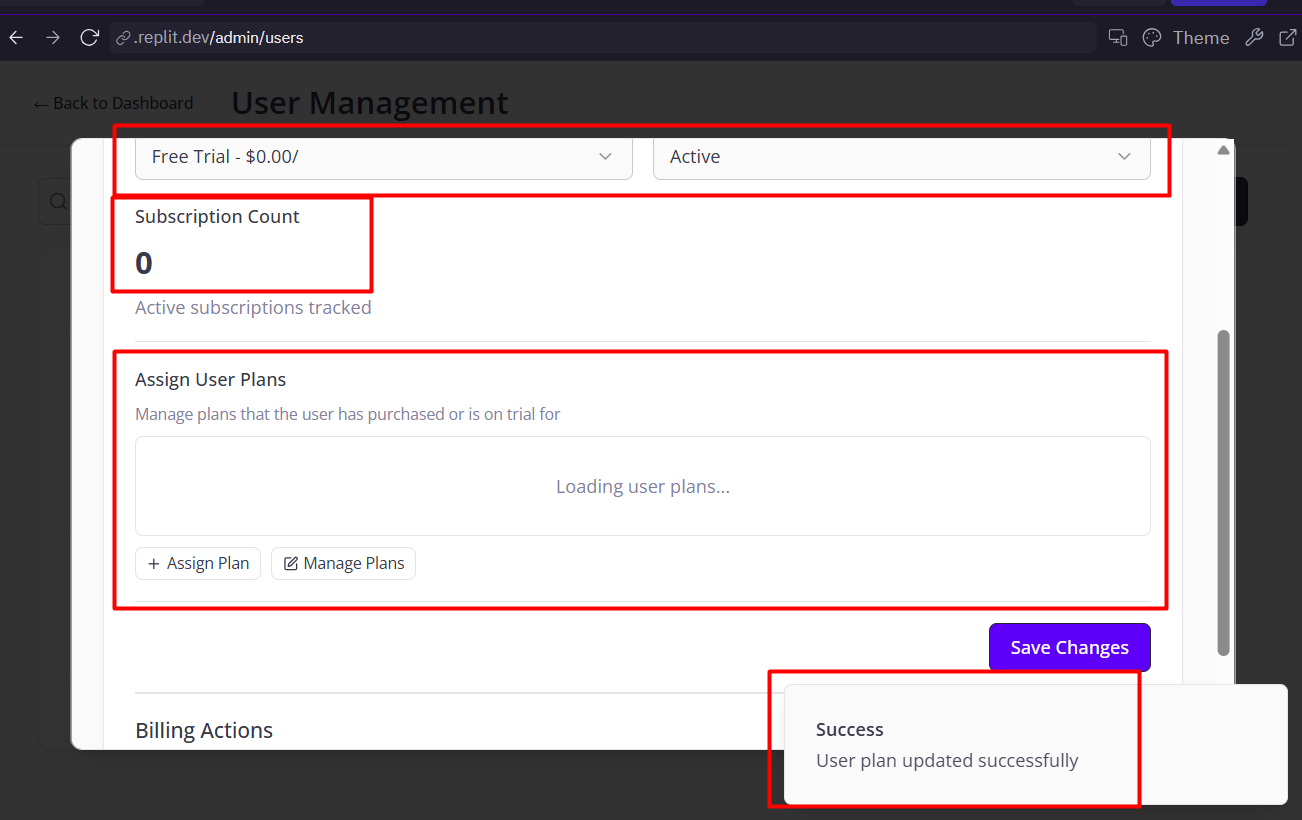 .replit.dev/admin/users
Theme
← Back to Dashboard
User Management
Free Trial - $0.00/
Active
Subscription Count
0
Active subscriptions tracked
Assign User Plans
Manage plans that the user has purchased or is on trial for
Loading user plans...
+ Assign Plan
Manage Plans
Save Changes
Billing Actions
Success
User plan updated successfully